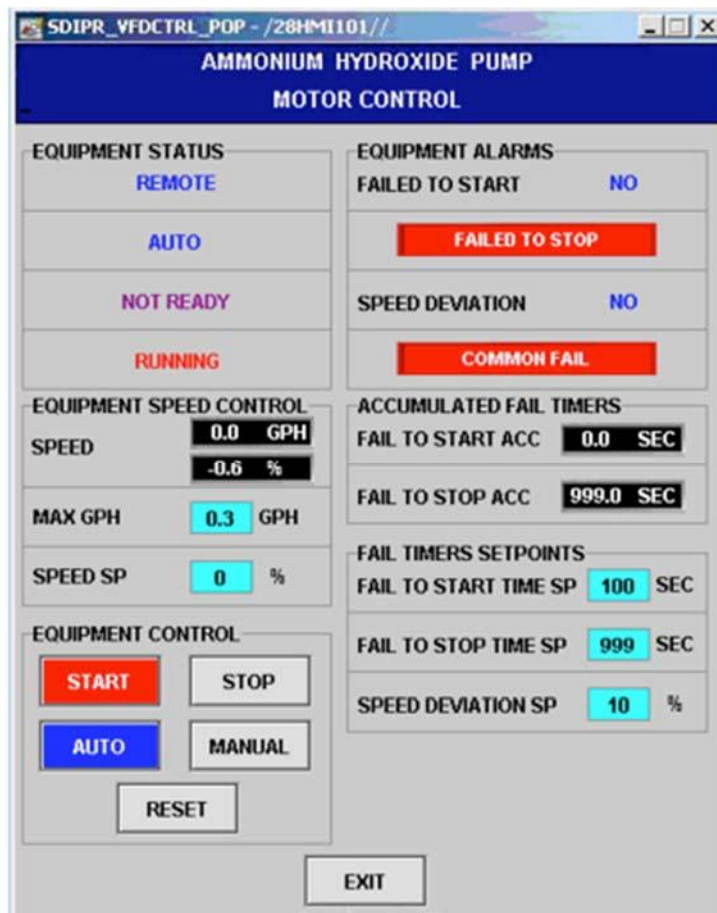 SDIPR_VFDCTRL_POP - /28HMI101//
AMMONIUM HYDROXIDE PUMP
MOTOR CONTROL
EQUIPMENT STATUS
REMOTE
AUTO
NOT READY
RUNNING
EQUIPMENT ALARMS
FAILED TO START NO
FAILED TO STOP
SPEED DEVIATION NO
COMMON FAIL
EQUIPMENT SPEED CONTROL
SPEED 0.0 GPH
-0.6 %
MAX GPH 0.3 GPH
SPEED SP 0 %
ACCUMULATED FAIL TIMERS
FAIL TO START ACC 0.0 SEC
FAIL TO STOP ACC 999.0 SEC
FAIL TIMERS SETPOINTS
FAIL TO START TIME SP 100 SEC
FAIL TO STOP TIME SP 999 SEC
SPEED DEVIATION SP 10 %
EQUIPMENT CONTROL
START STOP
AUTO MANUAL
RESET
EXIT